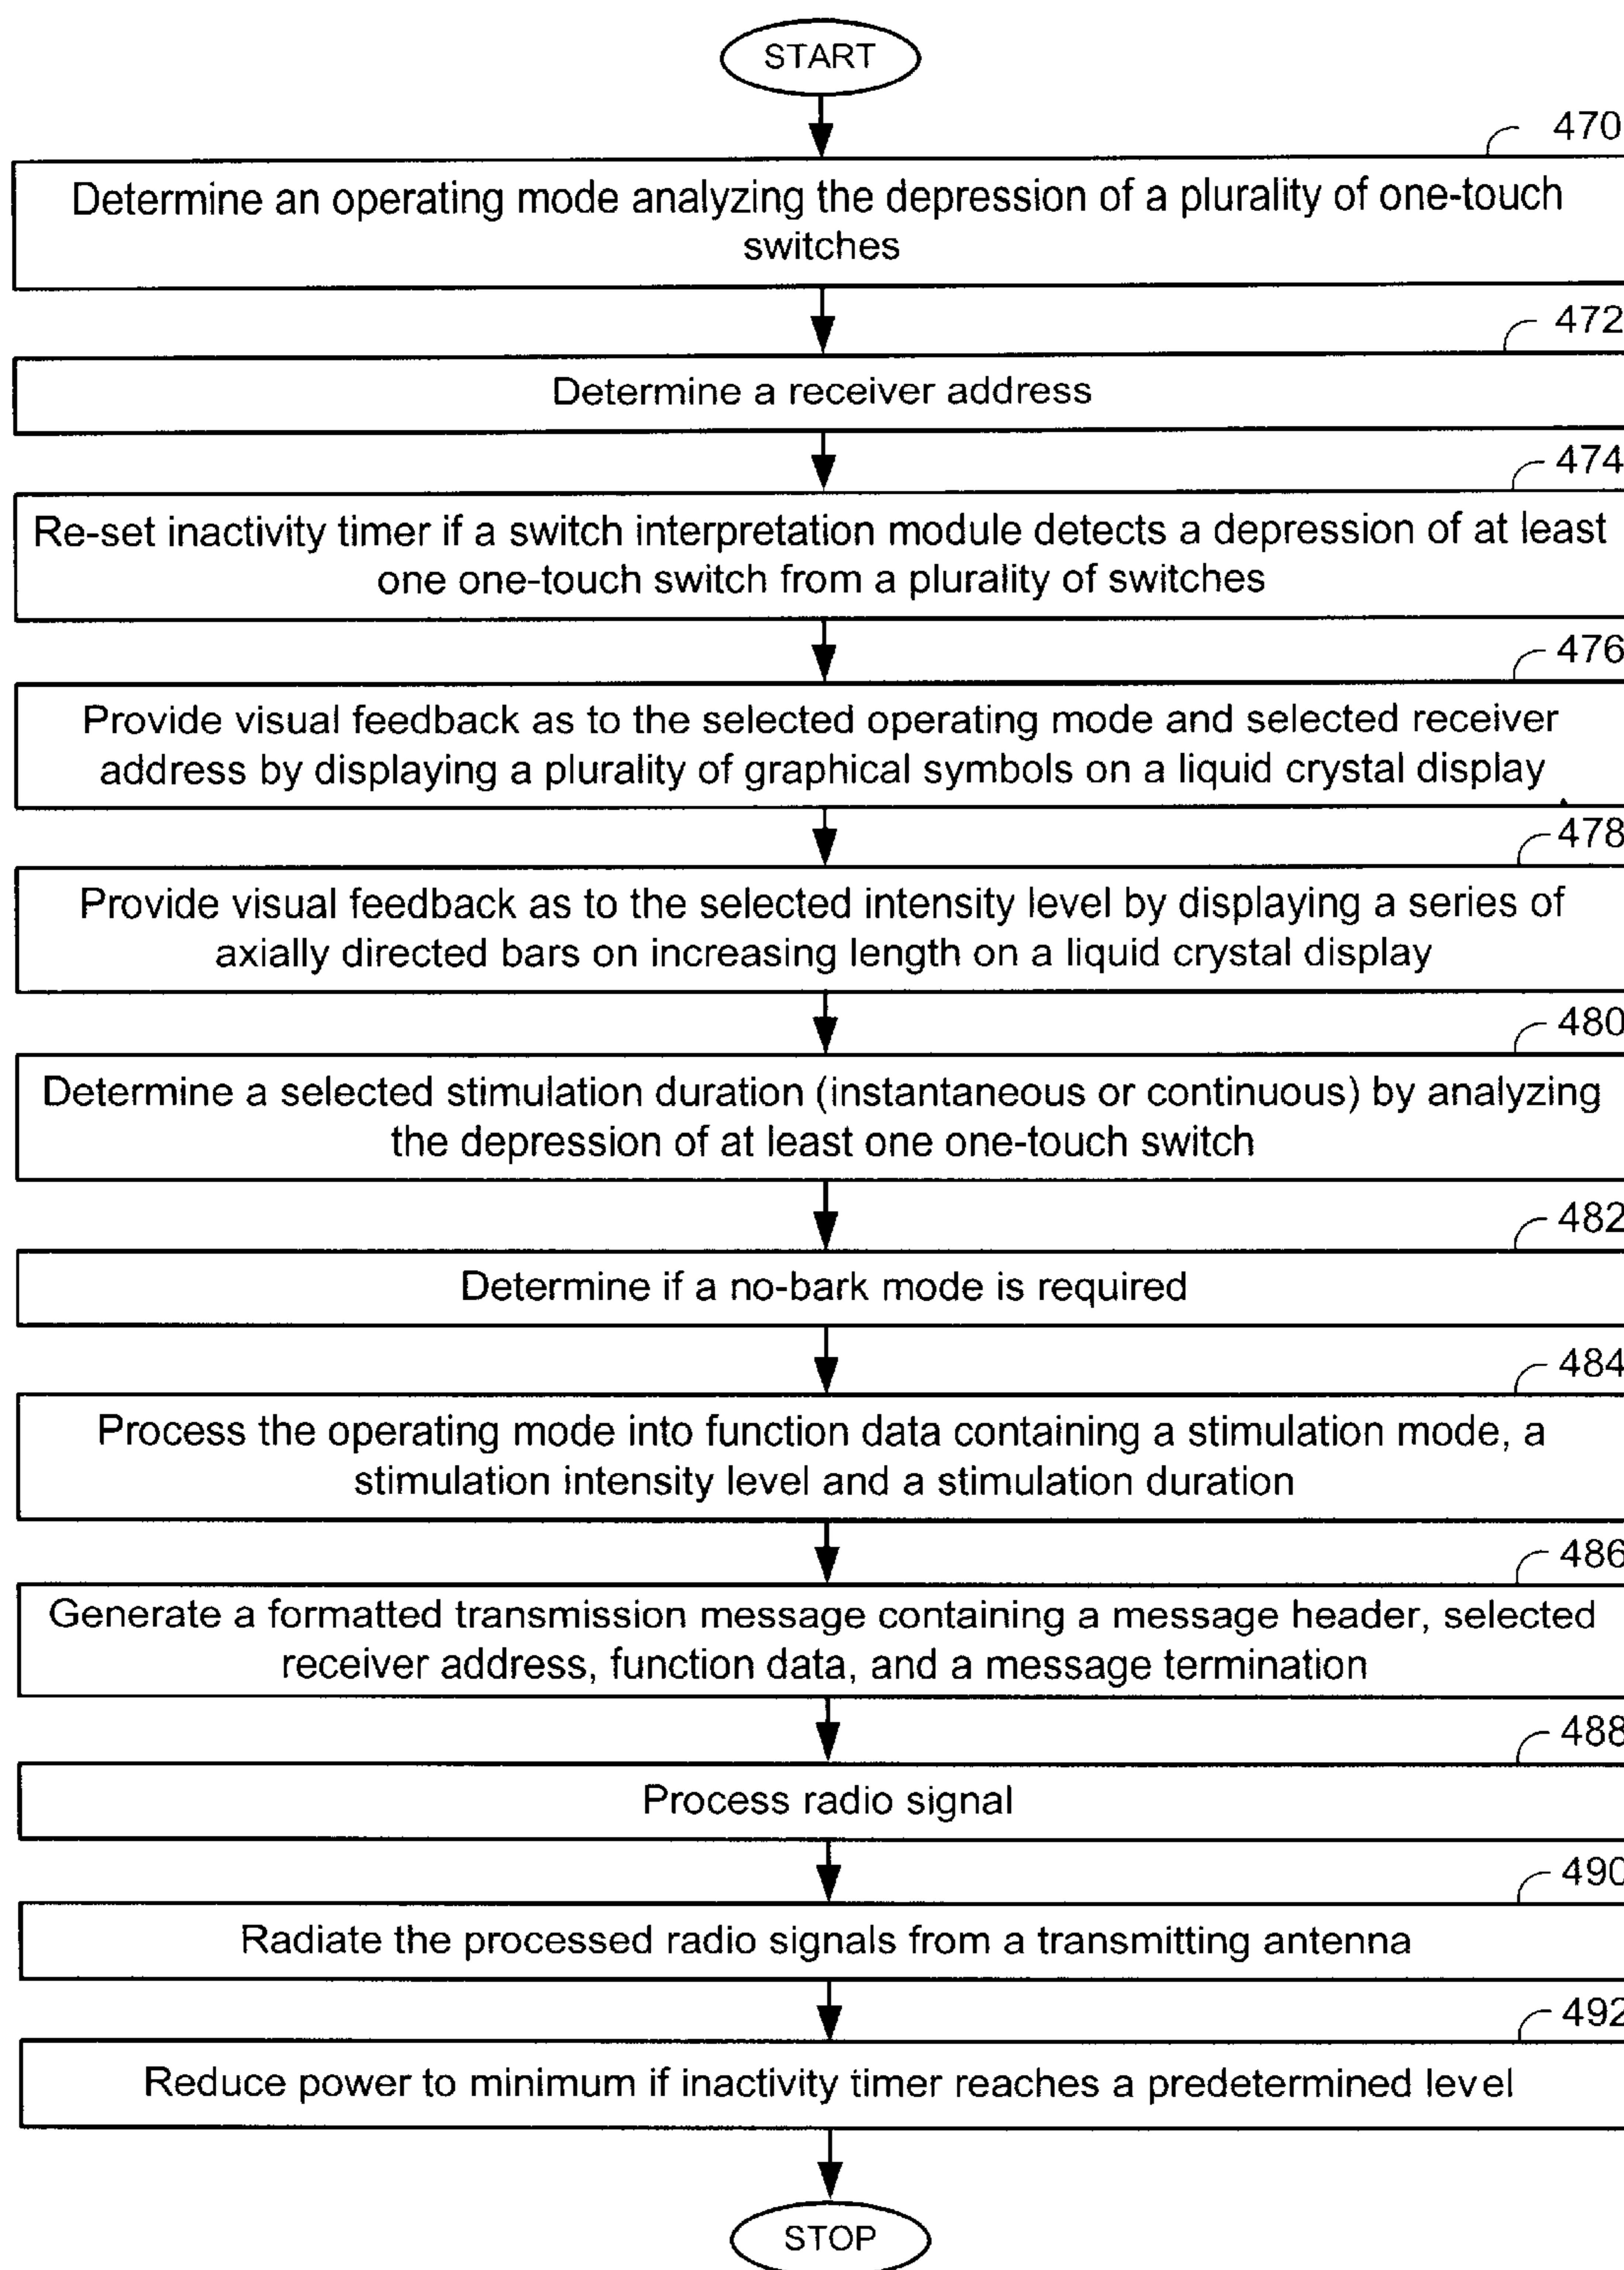 START
470
Determine an operating mode analyzing the depression of a plurality of one-touch
switches
472
Determine a receiver address
474
Re-set inactivity timer if a switch interpretation module detects a depression of at least
one one-touch switch from a plurality of switches
476
Provide visual feedback as to the selected operating mode and selected receiver
address by displaying a plurality of graphical symbols on a liquid crystal display
478
Provide visual feedback as to the selected intensity level by displaying a series of
axially directed bars on increasing length on a liquid crystal display
480
Determine a selected stimulation duration (instantaneous or continuous) by analyzing
the depression of at least one one-touch switch
482
Determine if a no-bark mode is required
484
Process the operating mode into function data containing a stimulation mode, a
stimulation intensity level and a stimulation duration
486
Generate a formatted transmission message containing a message header, selected
receiver address, function data, and a message termination
488
Process radio signal
490
Radiate the processed radio signals from a transmitting antenna
492
Reduce power to minimum if inactivity timer reaches a predetermined level
STOP